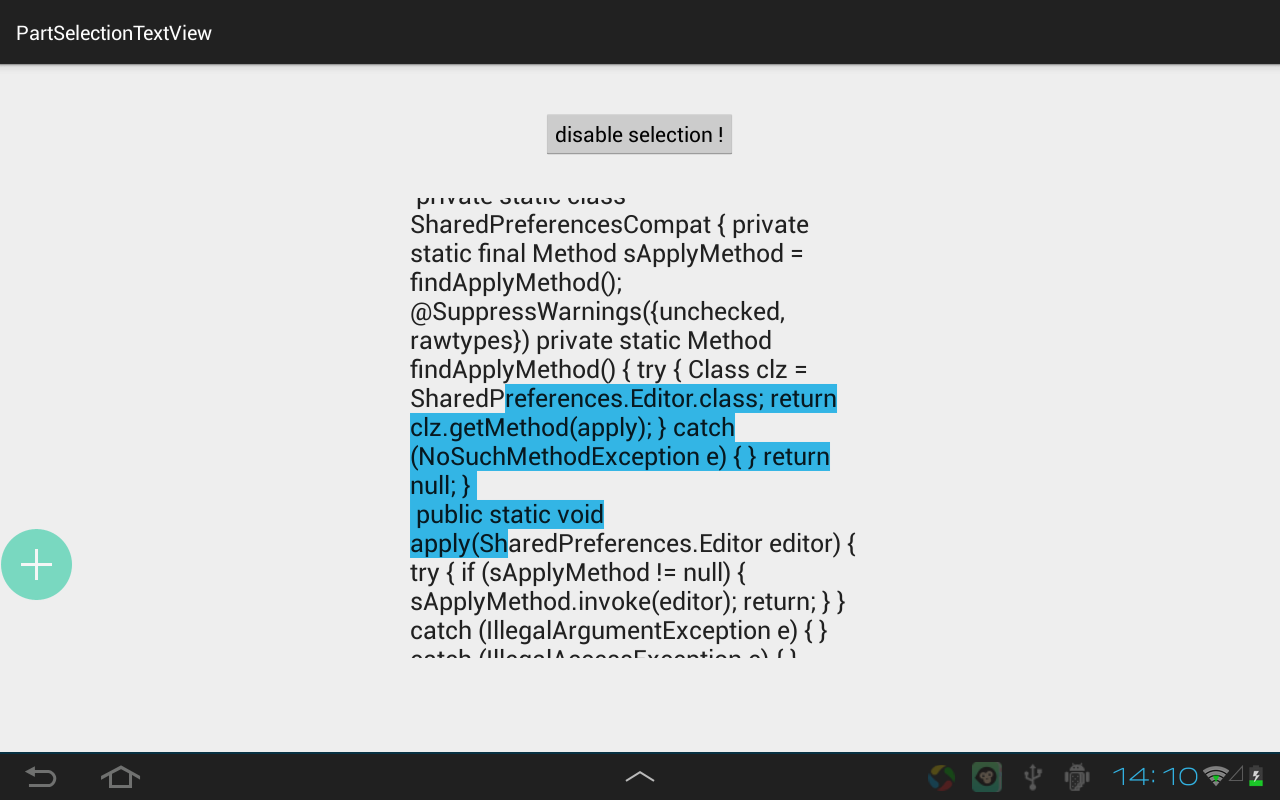 PartSelectionTextView
disable selection !
private static class
SharedPreferencesCompat { private
static final Method sApplyMethod =
findApplyMethod();
@SuppressWarnings({unchecked,
rawtypes}) private static Method
findApplyMethod() { try { Class clz =
SharedPreferences.Editor.class; return
clz.getMethod(apply); } catch
(NoSuchMethodException e) { } return
null; }
public static void
apply(SharedPreferences.Editor editor) {
try { if (sApplyMethod != null) {
sApplyMethod.invoke(editor); return; } }
catch (IllegalArgumentException e) { }
catch (IllegalAccessException e) { }
14:10